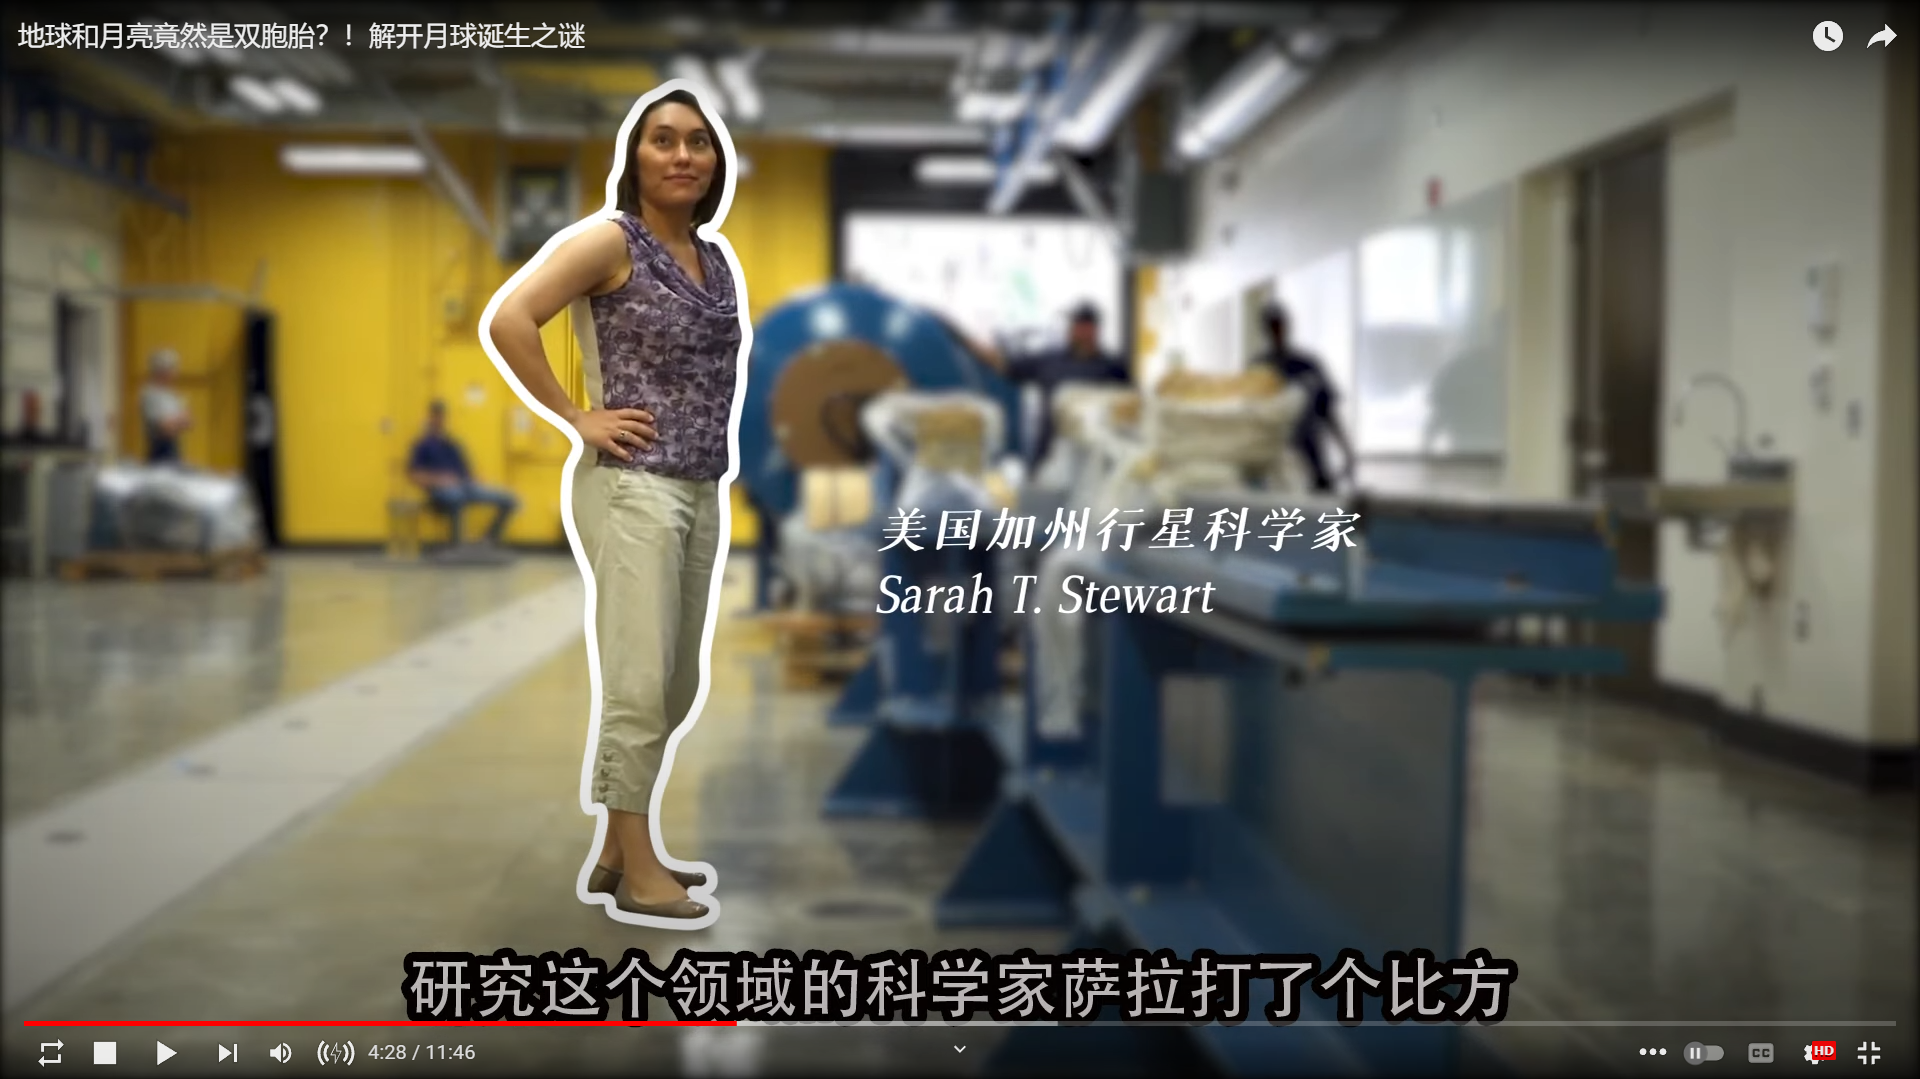 地球和月亮竟然是双胞胎？！解开月球诞生之谜
美国加州行星科学家
Sarah T. Stewart
研究这个领域的科学家萨拉打了个比方
4:28 / 11:46
CC
HD